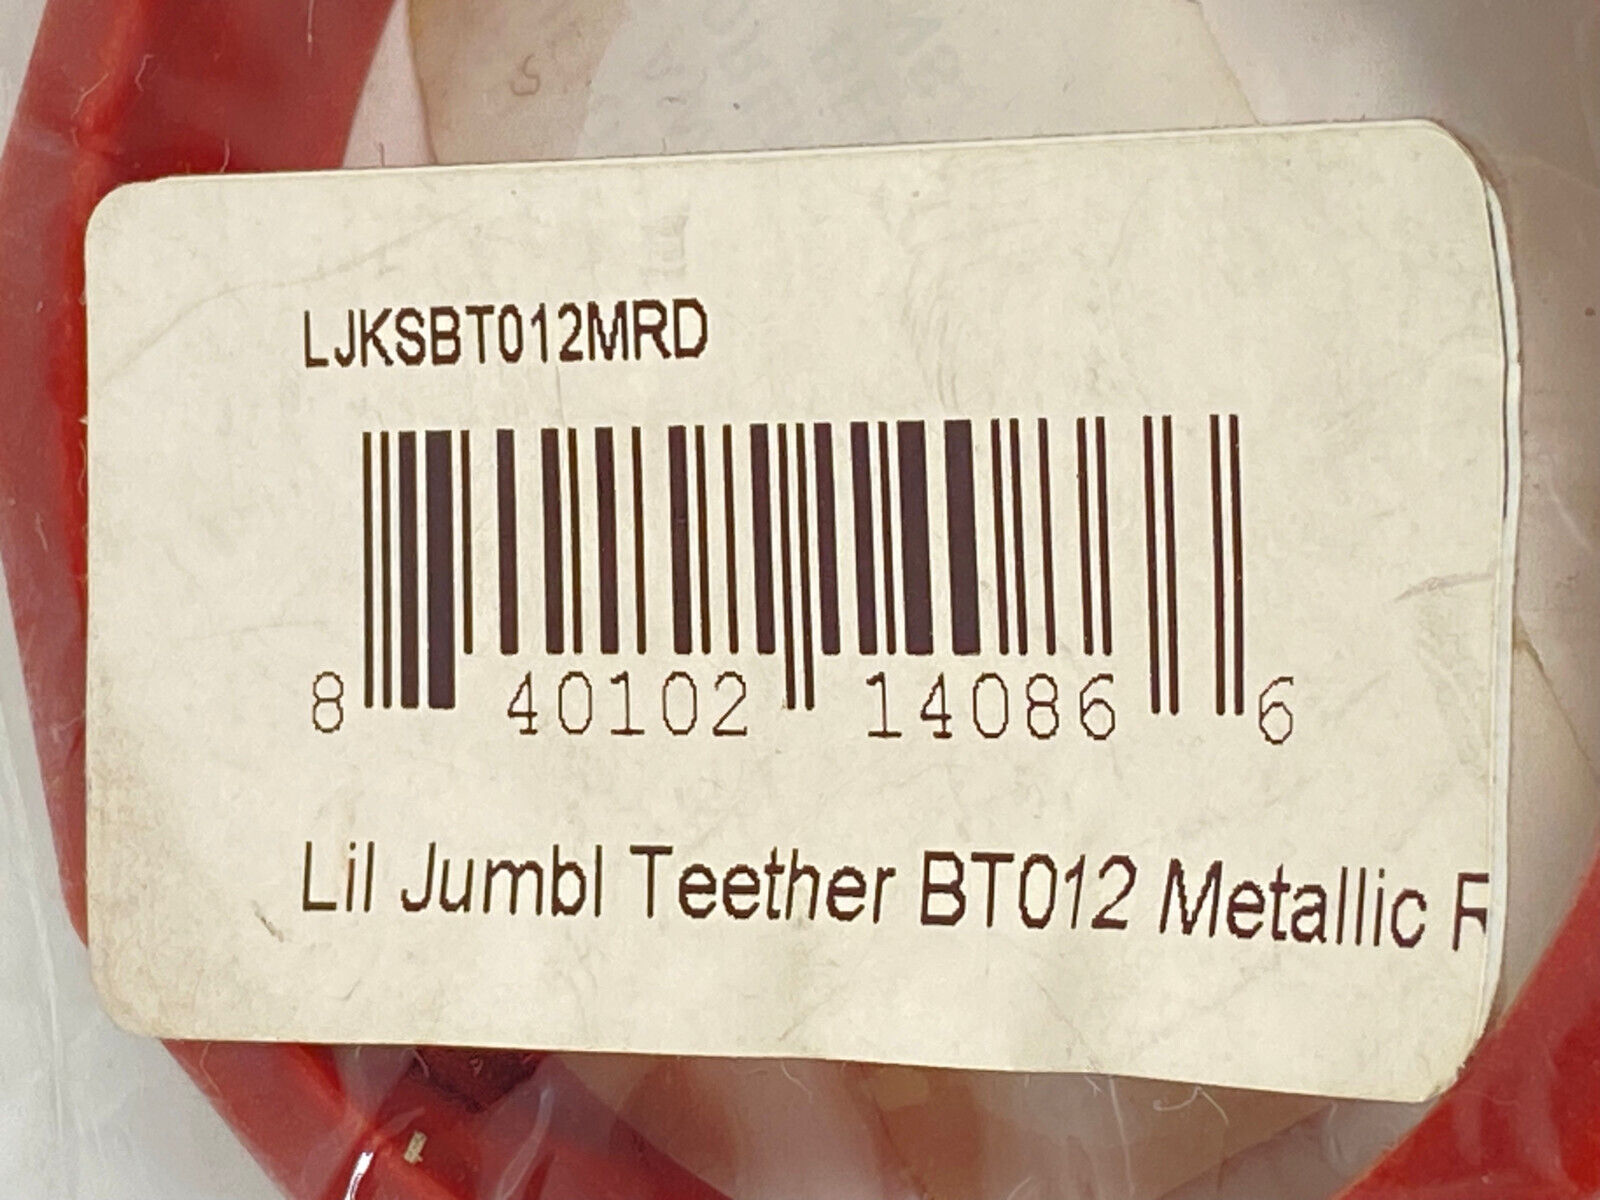 LJKSBT012MRD
8 40102 14086 6
Lil Jumbl Teether BT012 Metallic